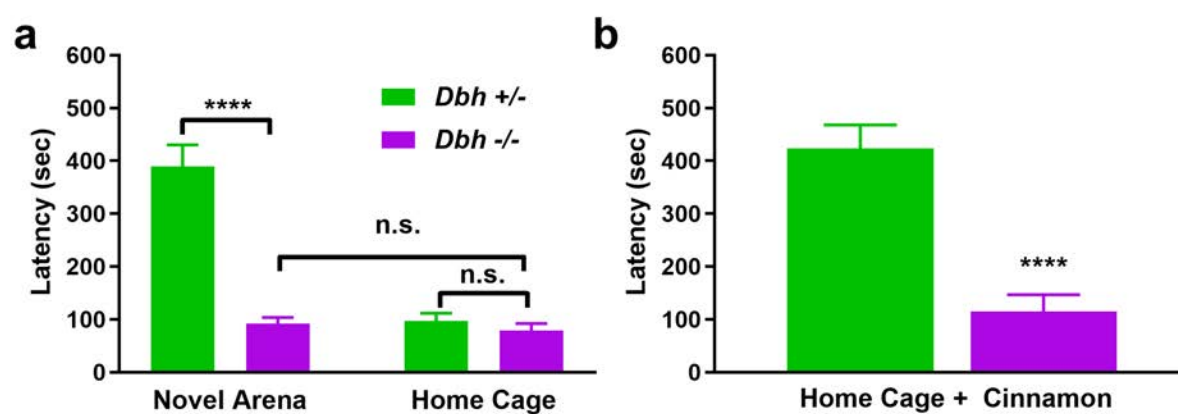 a
600
500
400
300
200
100
0
Latency (sec)
****
Dbh +/-
Dbh -/-
n.s.
n.s.
Novel Arena
Home Cage
b
600
500
400
300
200
100
0
Latency (sec)
****
Home Cage + Cinnamon